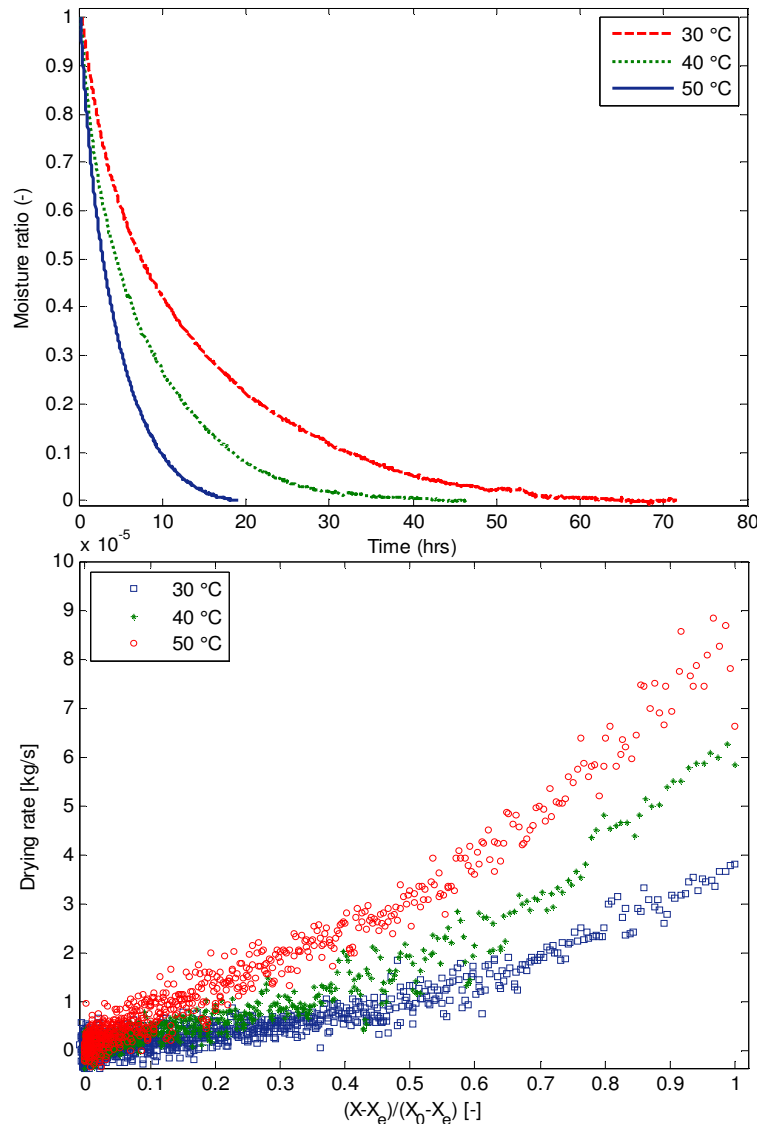 1
0.9
0.8
0.7
0.6
0.5
0.4
0.3
0.2
0.1
0
Moisture ratio (-)
30 °C
40 °C
50 °C
0 10 20 30 40 50 60 70 80
Time (hrs)
x 10⁻⁵
10
9
8
7
6
5
4
3
2
1
0
Drying rate [kg/s]
30 °C
40 °C
50 °C
0 0.1 0.2 0.3 0.4 0.5 0.6 0.7 0.8 0.9 1
(X-Xₑ)/(X₀-Xₑ) [-]